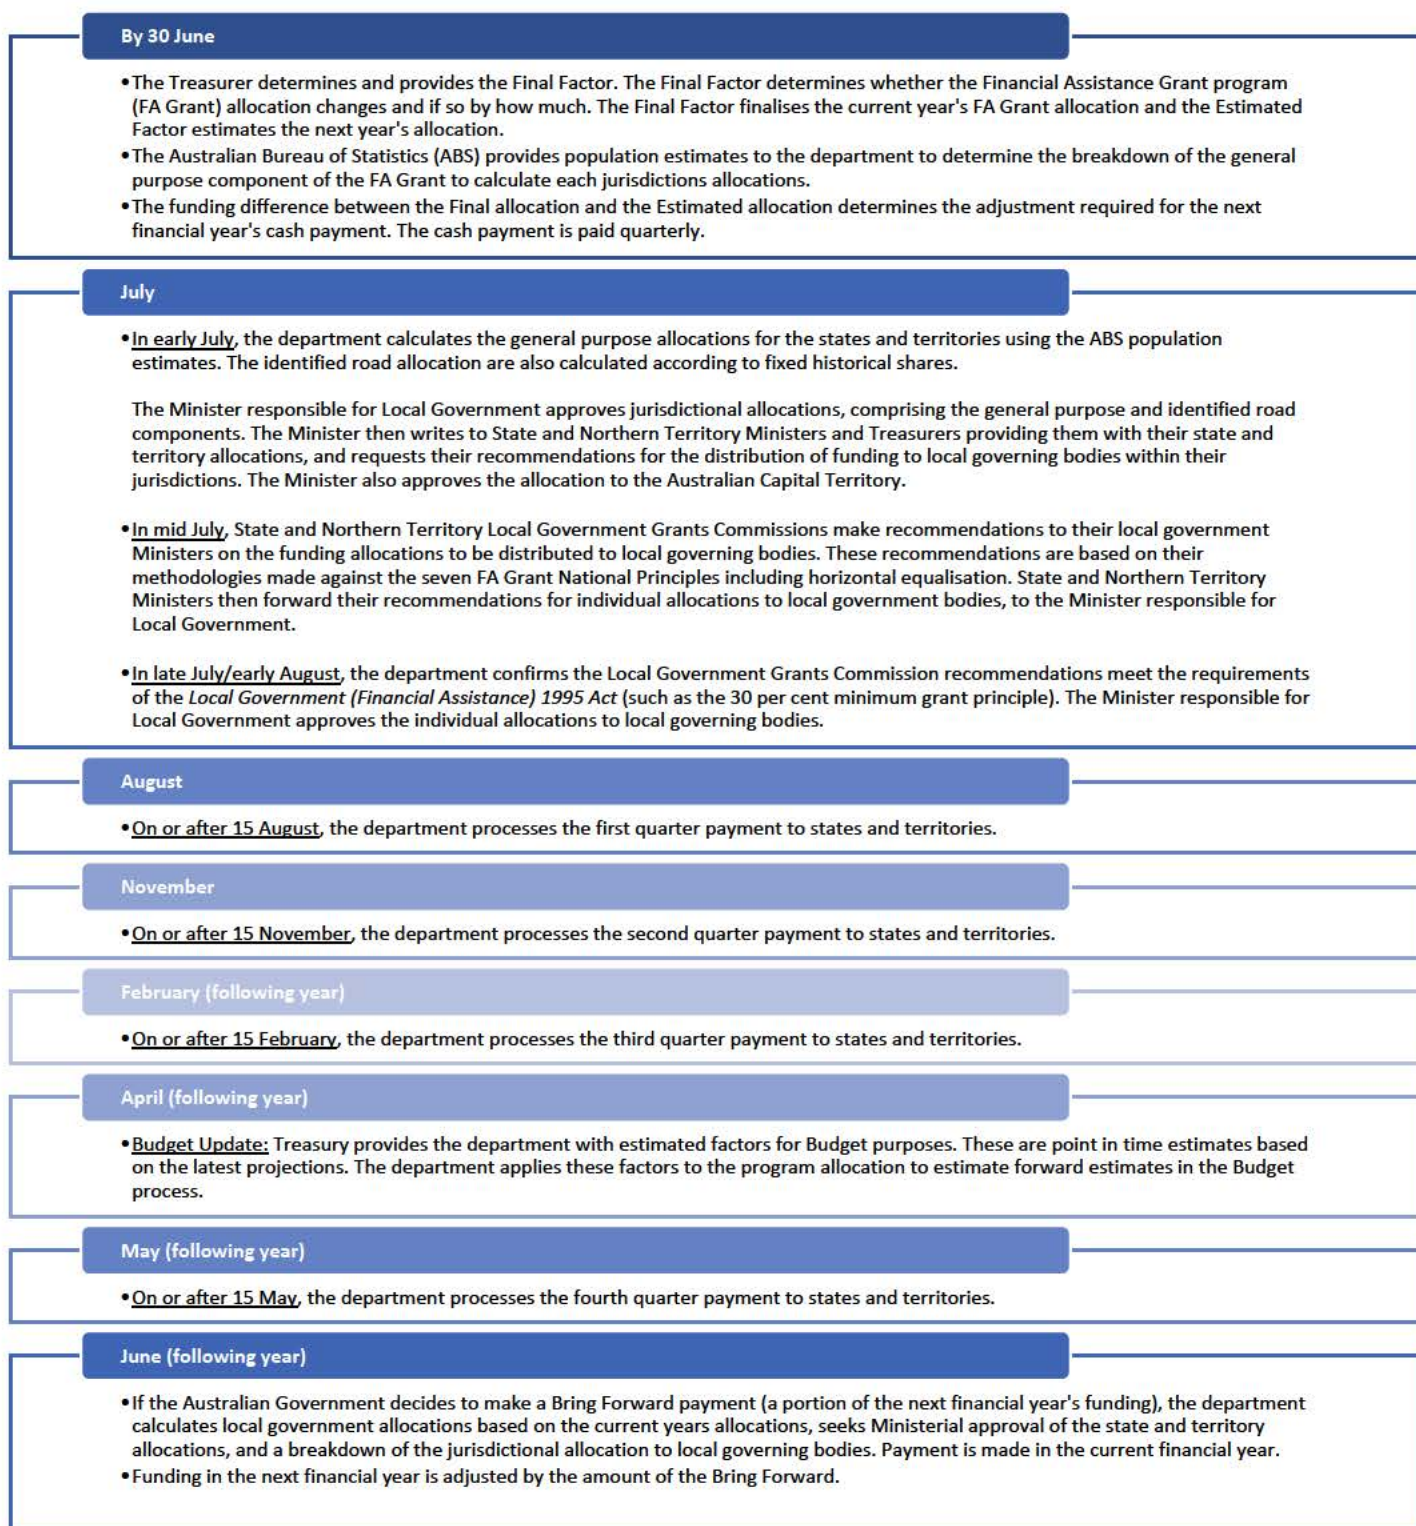 By 30 June
•The Treasurer determines and provides the Final Factor. The Final Factor determines whether the Financial Assistance Grant program
(FA Grant) allocation changes and if so by how much. The Final Factor finalises the current year's FA Grant allocation and the Estimated
Factor estimates the next year's allocation.
•The Australian Bureau of Statistics (ABS) provides population estimates to the department to determine the breakdown of the general
purpose component of the FA Grant to calculate each jurisdictions allocations.
•The funding difference between the Final allocation and the Estimated allocation determines the adjustment required for the next
financial year's cash payment. The cash payment is paid quarterly.
July
•In early July, the department calculates the general purpose allocations for the states and territories using the ABS population
estimates. The identified road allocation are also calculated according to fixed historical shares.
The Minister responsible for Local Government approves jurisdictional allocations, comprising the general purpose and identified road
components. The Minister then writes to State and Northern Territory Ministers and Treasurers providing them with their state and
territory allocations, and requests their recommendations for the distribution of funding to local governing bodies within their
jurisdictions. The Minister also approves the allocation to the Australian Capital Territory.
•In mid July, State and Northern Territory Local Government Grants Commissions make recommendations to their local government
Ministers on the funding allocations to be distributed to local governing bodies. These recommendations are based on their
methodologies made against the seven FA Grant National Principles including horizontal equalisation. State and Northern Territory
Ministers then forward their recommendations for individual allocations to local government bodies, to the Minister responsible for
Local Government.
•In late July/early August, the department confirms the Local Government Grants Commission recommendations meet the requirements
of the Local Government (Financial Assistance) 1995 Act (such as the 30 per cent minimum grant principle). The Minister responsible for
Local Government approves the individual allocations to local governing bodies.
August
•On or after 15 August, the department processes the first quarter payment to states and territories.
November
•On or after 15 November, the department processes the second quarter payment to states and territories.
February (following year)
•On or after 15 February, the department processes the third quarter payment to states and territories.
April (following year)
•Budget Update: Treasury provides the department with estimated factors for Budget purposes. These are point in time estimates based
on the latest projections. The department applies these factors to the program allocation to estimate forward estimates in the Budget
process.
May (following year)
•On or after 15 May, the department processes the fourth quarter payment to states and territories.
June (following year)
•If the Australian Government decides to make a Bring Forward payment (a portion of the next financial year's funding), the department
calculates local government allocations based on the current years allocations, seeks Ministerial approval of the state and territory
allocations, and a breakdown of the jurisdictional allocation to local governing bodies. Payment is made in the current financial year.
•Funding in the next financial year is adjusted by the amount of the Bring Forward.